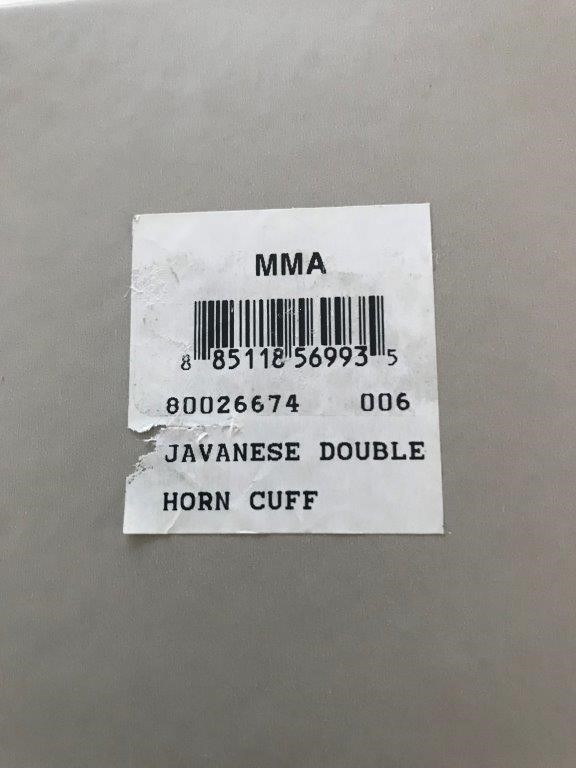 MMA
8 85118 56993 5
80026674 006
JAVANESE DOUBLE
HORN CUFF